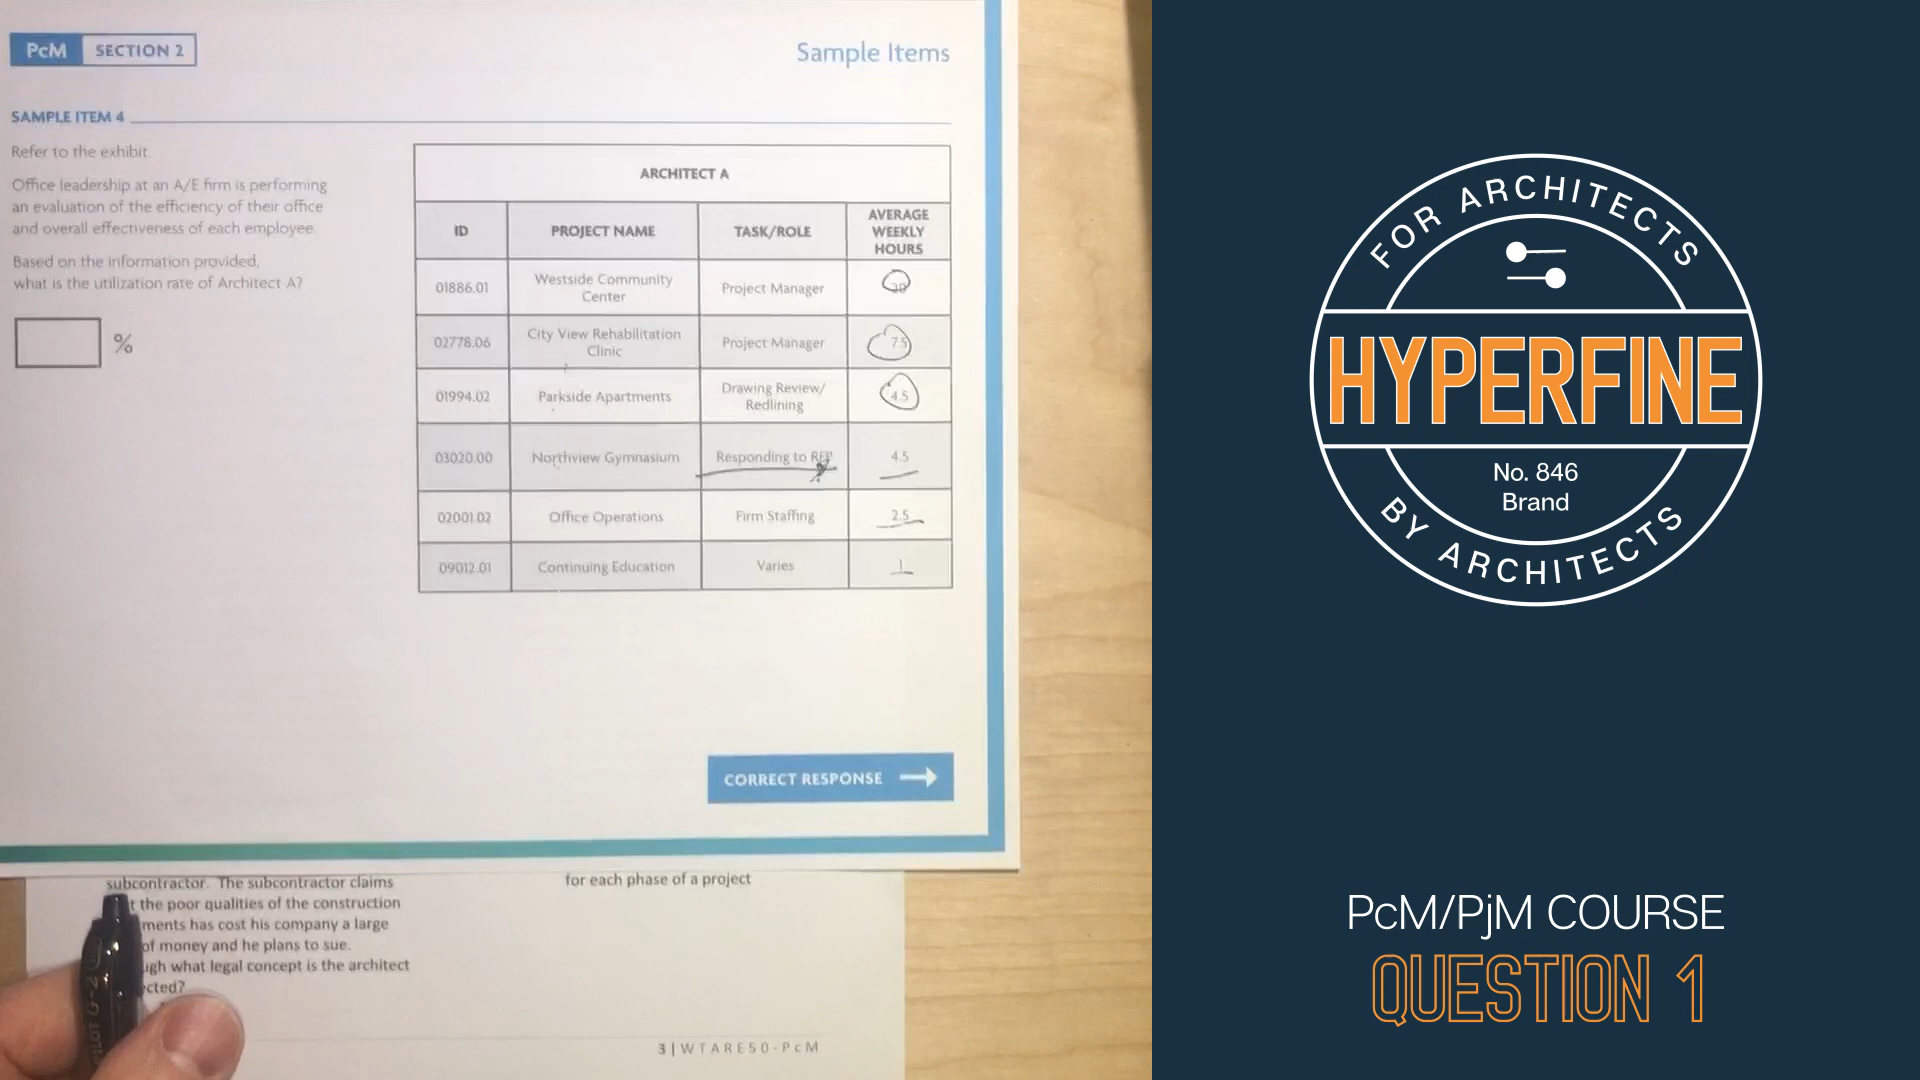 PcM SECTION 2
Sample Items
SAMPLE ITEM 4
Refer to the exhibit.
Office leadership at an A/E firm is performing
an evaluation of the efficiency of their office
and overall effectiveness of each employee.
Based on the information provided,
what is the utilization rate of Architect A?
%
ARCHITECT A
ID PROJECT NAME TASK/ROLE AVERAGE
WEEKLY
HOURS
01886.01 Westside Community
Center Project Manager 20
02778.06 City View Rehabilitation
Clinic Project Manager 7.5
01994.02 Parkside Apartments Drawing Review/
Redlining 4.5
03020.00 Northview Gymnasium Responding to RFP 4.5
02001.02 Office Operations Firm Staffing 2.5
09012.01 Continuing Education Varies 1
CORRECT RESPONSE
subcontractor. The subcontractor claims
the poor qualities of the construction
has cost his company a large
of money and he plans to sue.
what legal concept is the architect
for each phase of a project
3 | WTARE50-PcM
PILOT G-2
FOR ARCHITECTS
HYPERFINE
No. 846
Brand
BY ARCHITECTS
PcM/PjM COURSE
QUESTION 1